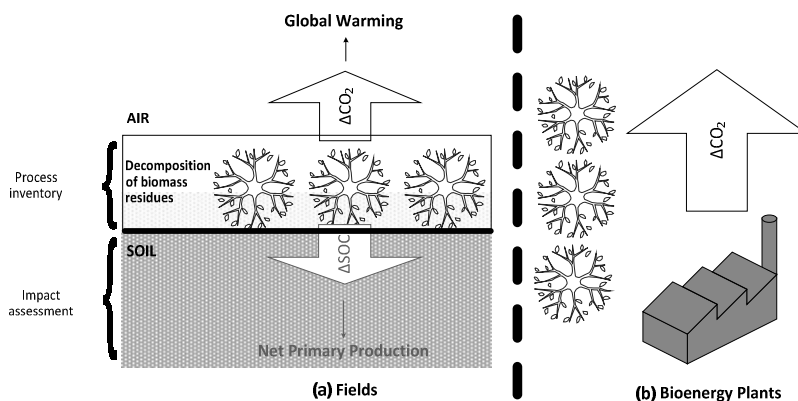 Global Warming
ΔCO₂
AIR
Decomposition
of biomass
residues
Process
inventory
SOIL
ΔSOC
Impact
assessment
Net Primary Production
(a) Fields
ΔCO₂
(b) Bioenergy Plants